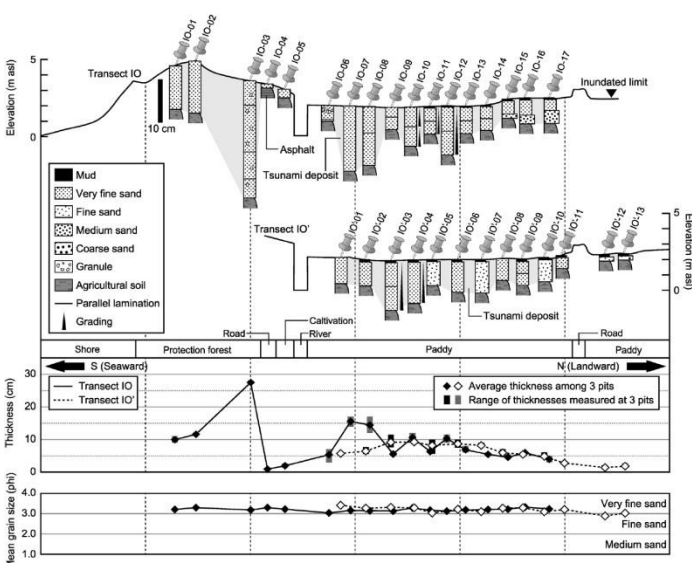 IO-01
IO-02
IO-03
IO-04
IO-05
IO-06
IO-07
IO-08
IO-09
IO-10
IO-11
IO-12
IO-13
IO-14
IO-15
IO-16
IO-17
Elevation (m asl)
5
0
Transect IO
10 cm
Inundated limit
Asphalt
Tsunami deposit
Mud
Very fine sand
Fine sand
Medium sand
Coarse sand
Granule
Agricultural soil
Parallel lamination
Grading
Transect IO'
IO'-01
IO'-02
IO'-03
IO'-04
IO'-05
IO'-06
IO'-07
IO'-08
IO'-09
IO'-10
IO'-11
IO'-12
IO'-13
5
0
Elevation (m asl)
Tsunami deposit
Road
Caltivation
River
Road
Shore
Protection forest
Paddy
Paddy
S (Seaward)
N (Landward)
Thickness (cm)
30
20
10
0
Transect IO
Transect IO'
Average thickness among 3 pits
Range of thicknesses measured at 3 pits
Mean grain size (phi)
4.0
3.0
2.0
1.0
Very fine sand
Fine sand
Medium sand